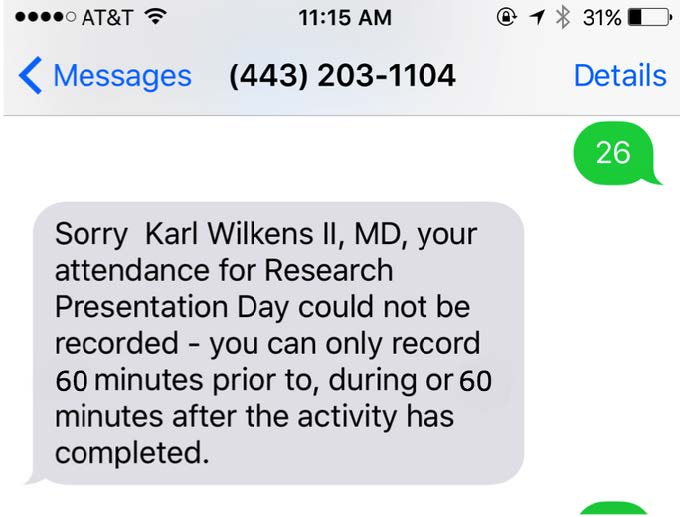 AT&T 11:15 AM 31%
Messages (443) 203-1104 Details
26
Sorry  Karl Wilkens II, MD, your
attendance for Research
Presentation Day could not be
recorded - you can only record
60 minutes prior to, during or 60
minutes after the activity has
completed.